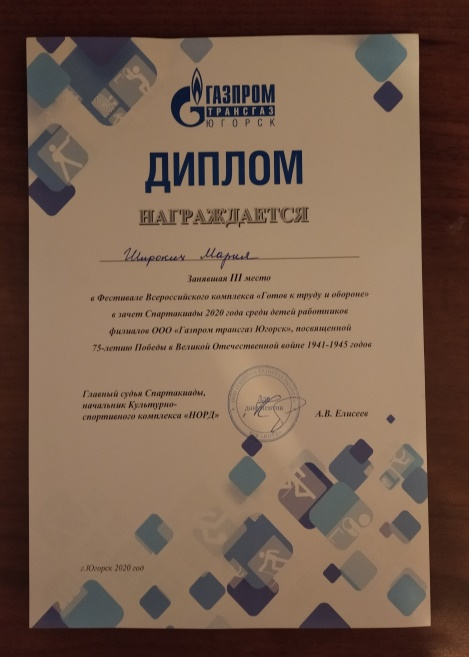 ГАЗПРОМ
ТРАНСГАЗ
ЮГОРСК
ДИПЛОМ
НАГРАЖДАЕТСЯ
Широких Мария
Занявшая III место
в Фестивале Всероссийского комплекса «Готов к труду и обороне»
в зачет Спартакиады 2020 года среди детей работников
филиалов ООО «Газпром трансгаз Югорск», посвященной
75-летию Победы в Великой Отечественной войне 1941-1945 годов
Главный судья Спартакиады,
начальник Культурно-
спортивного комплекса «НОРД»
Для
документов
А.В. Елисеев
г.Югорск 2020 год